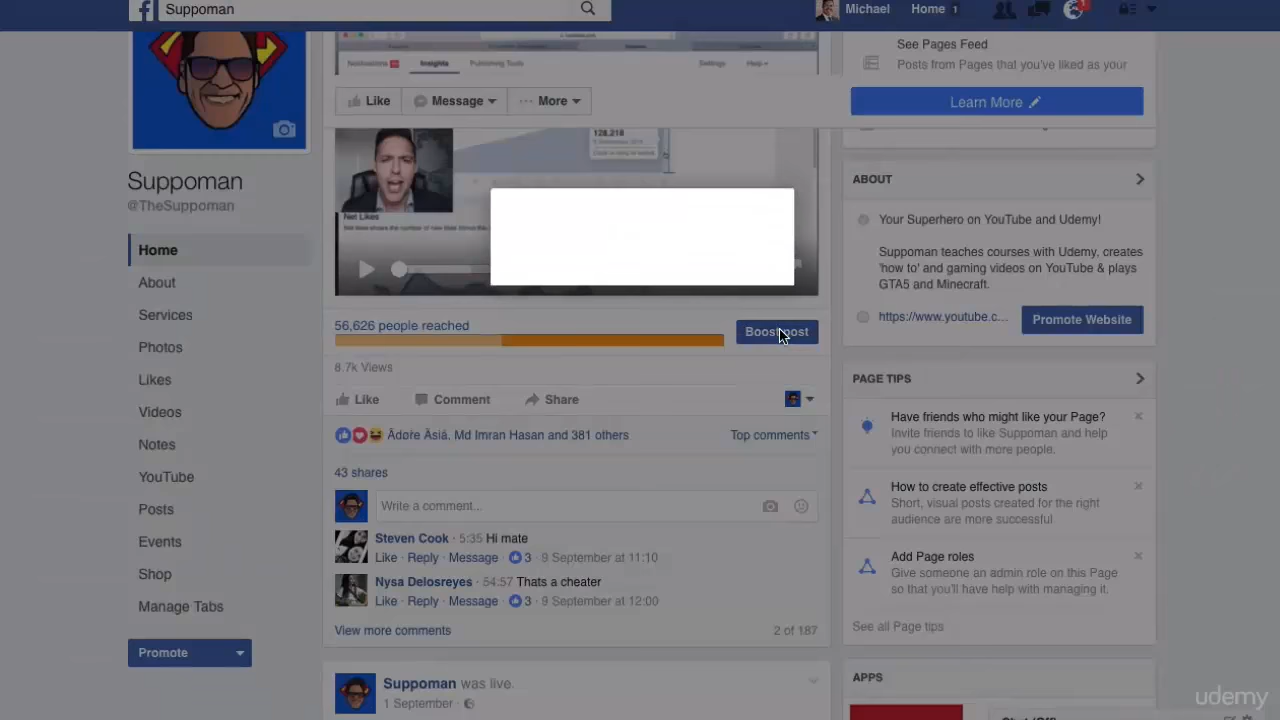 Suppoman
Michael
Home 1
Insights
Publishing Tools
Settings
Help
Like
Message
More
128,218
Net Likes
Suppoman
@TheSuppoman
Home
About
Services
Photos
Likes
Videos
Notes
YouTube
Posts
Events
Shop
Manage Tabs
Promote
56,626 people reached
Boost post
8.7k Views
Like
Comment
Share
Ãdoře Ãsiá, Md Imran Hasan and 381 others
Top comments
43 shares
Write a comment...
Steven Cook · 5:35 Hi mate
Like · Reply · Message · 3 · 9 September at 11:10
Nysa Delosreyes · 54:57 Thats a cheater
Like · Reply · Message · 3 · 9 September at 12:00
View more comments
2 of 187
Suppoman was live.
1 September ·
See Pages Feed
Posts from Pages that you've liked as your
Learn More
ABOUT
Your Superhero on YouTube and Udemy!
Suppoman teaches courses with Udemy, creates
'how to' and gaming videos on YouTube & plays
GTA5 and Minecraft.
https://www.youtube.c...
Promote Website
PAGE TIPS
Have friends who might like your Page?
Invite friends to like Suppoman and help
you connect with more people.
How to create effective posts
Short, visual posts created for the right
audience are more successful
Add Page roles
Give someone an admin role on this Page
so that you'll have help with managing it.
See all Page tips
APPS
udemy